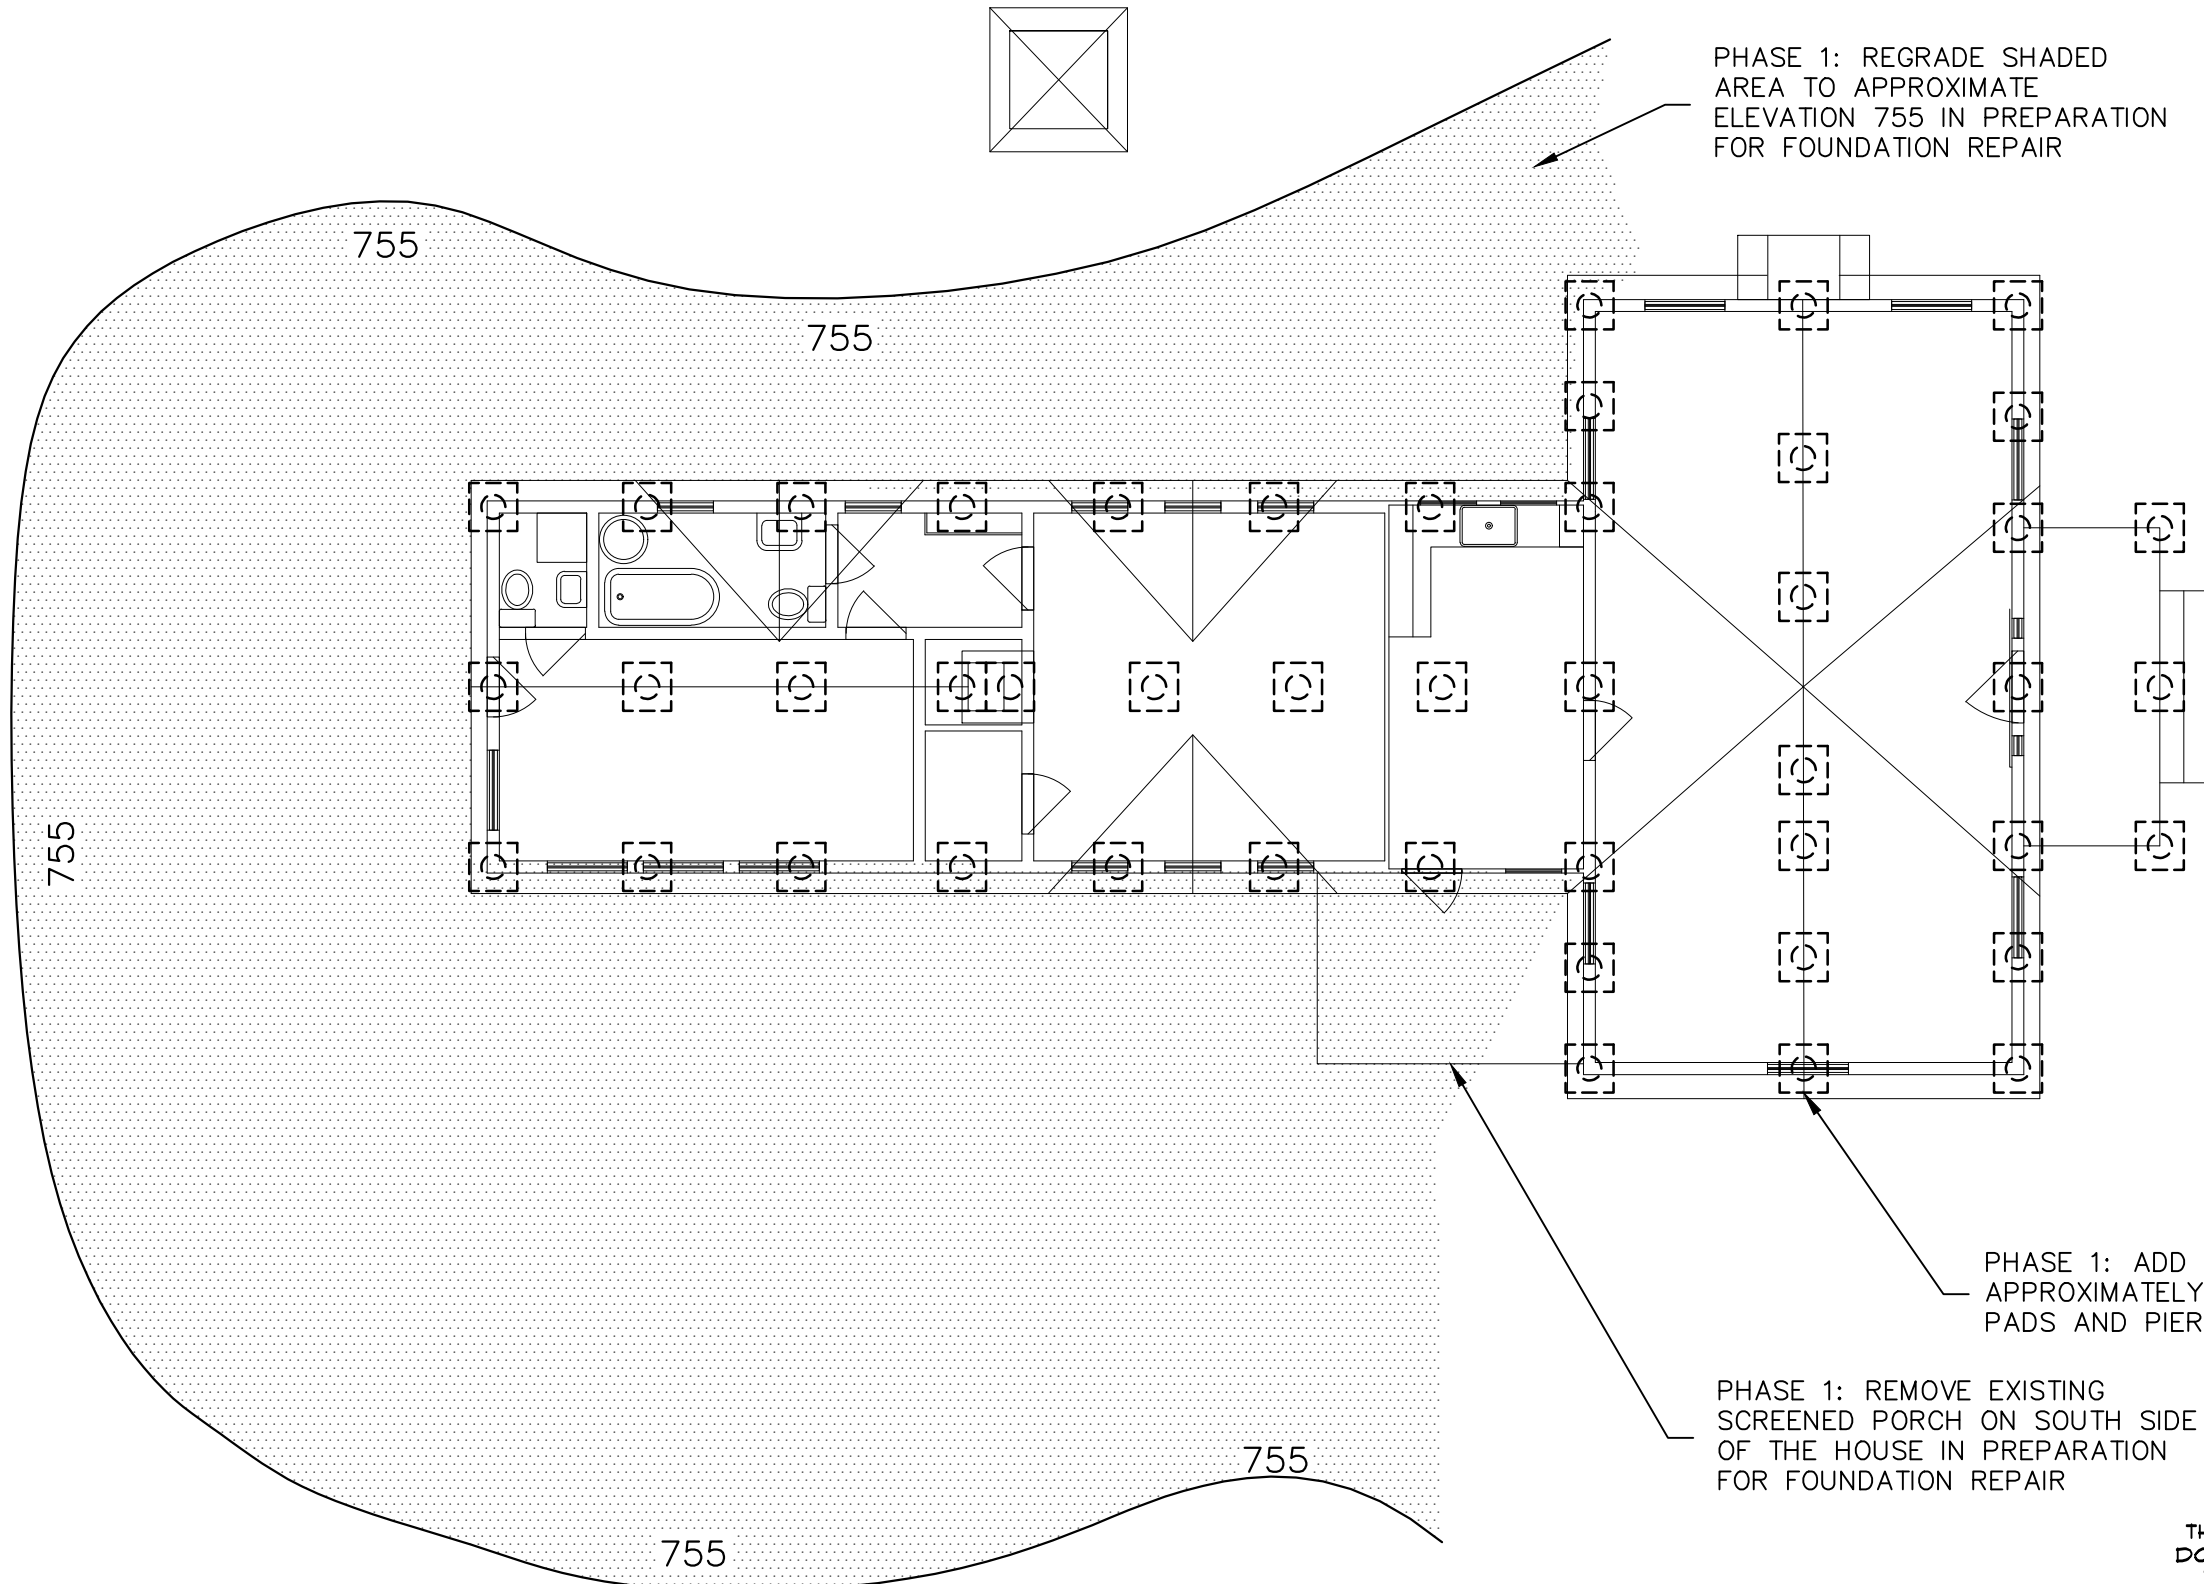 PHASE 1: REGRADE SHADED
AREA TO APPROXIMATE
ELEVATION 755 IN PREPARATION
FOR FOUNDATION REPAIR
755
755
755
PHASE 1: ADD
APPROXIMATELY
PADS AND PIER
PHASE 1: REMOVE EXISTING
SCREENED PORCH ON SOUTH SIDE
OF THE HOUSE IN PREPARATION
FOR FOUNDATION REPAIR
755
755